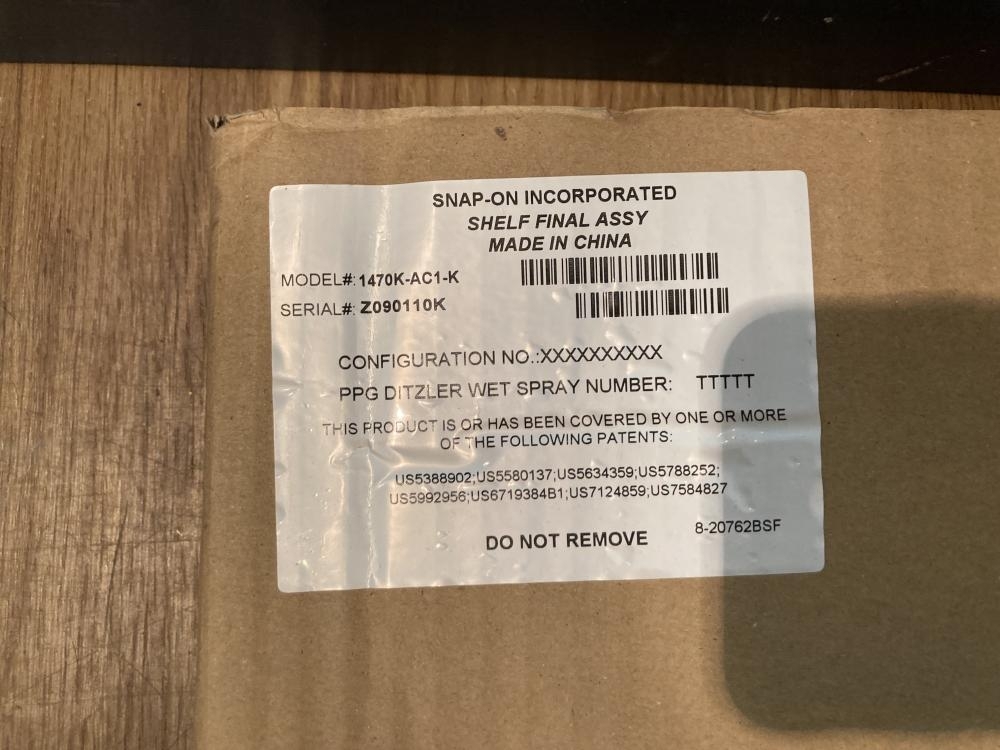 SNAP-ON INCORPORATED
SHELF FINAL ASSY
MADE IN CHINA
MODEL#: 1470K-AC1-K
SERIAL#: Z090110K
CONFIGURATION NO.:XXXXXXXXXX
PPG DITZLER WET SPRAY NUMBER: TTTTT
THIS PRODUCT IS OR HAS BEEN COVERED BY ONE OR MORE
OF THE FOLLOWING PATENTS:
US5388902;US5580137;US5634359;US5788252;
US5992956;US6719384B1;US7124859;US7584827
8-20762BSF
DO NOT REMOVE